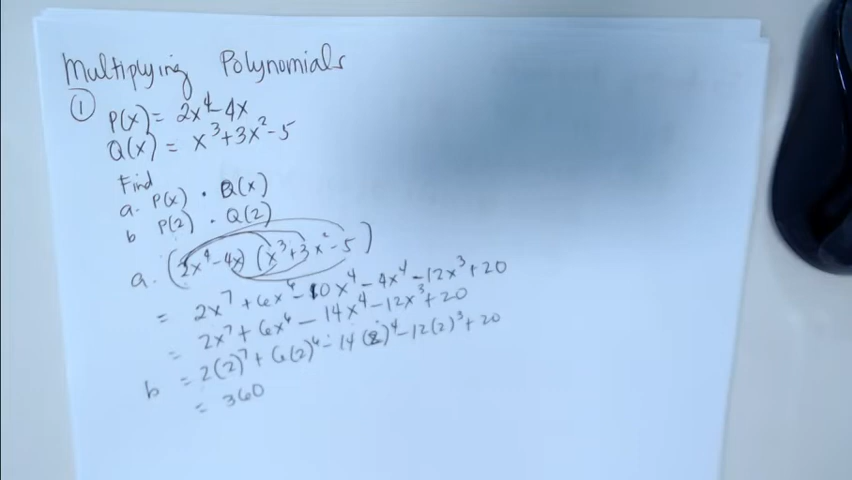 Multiplying Polynomials
① P(x) = 2x⁴-4x
Q(x) = x³+3x²-5
Find
a. P(x) . Q(x)
b P(2) . Q(2)
a. (2x⁴-4x)(x³+3x²-5)
= 2x⁷+6x⁶-10x⁴-4x⁴-12x³+20
= 2x⁷+6x⁶-14x⁴-12x³+20
b = 2(2)⁷+6(2)⁶-14(2)⁴-12(2)³+20
= 360